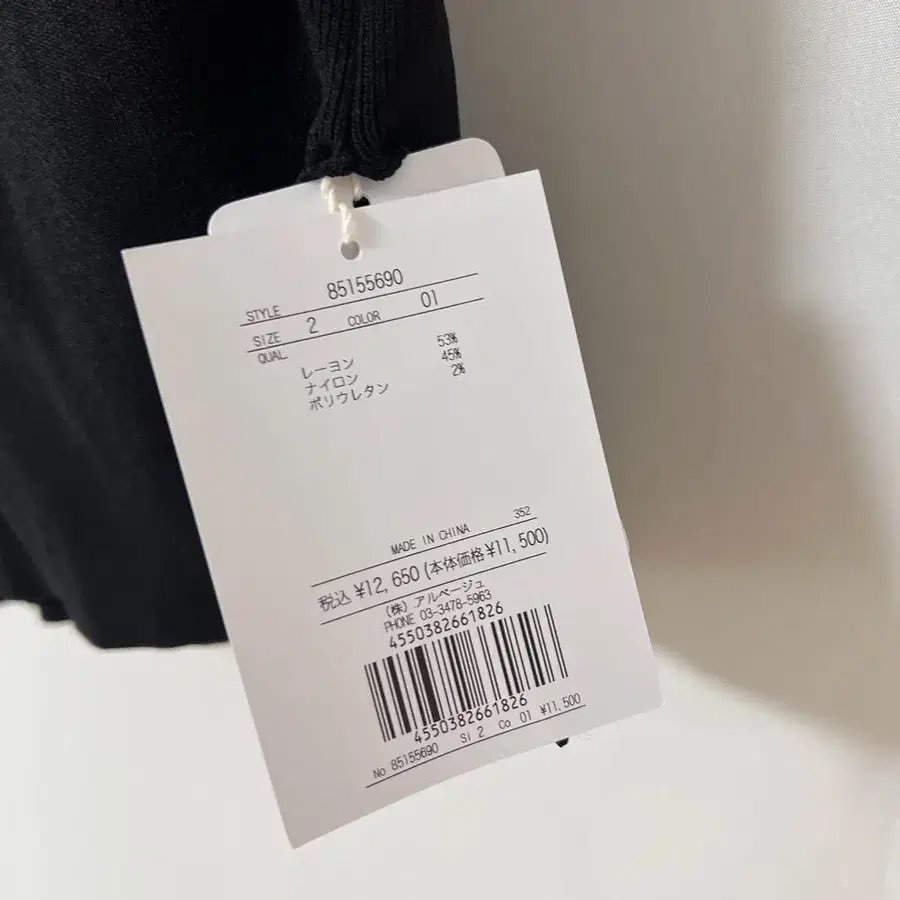 STYLE 85155690
SIZE 2 COLOR 01
QUAL
レーヨン 53%
ナイロン 45%
ポリウレタン 2%
352
MADE IN CHINA
税込 ¥12,650(本体価格¥11,500)
(株) アルページュ
PHONE 03-3478-5963
4550382661826
4550382661826
No 85155690 Si 2 Co 01 ¥11,500